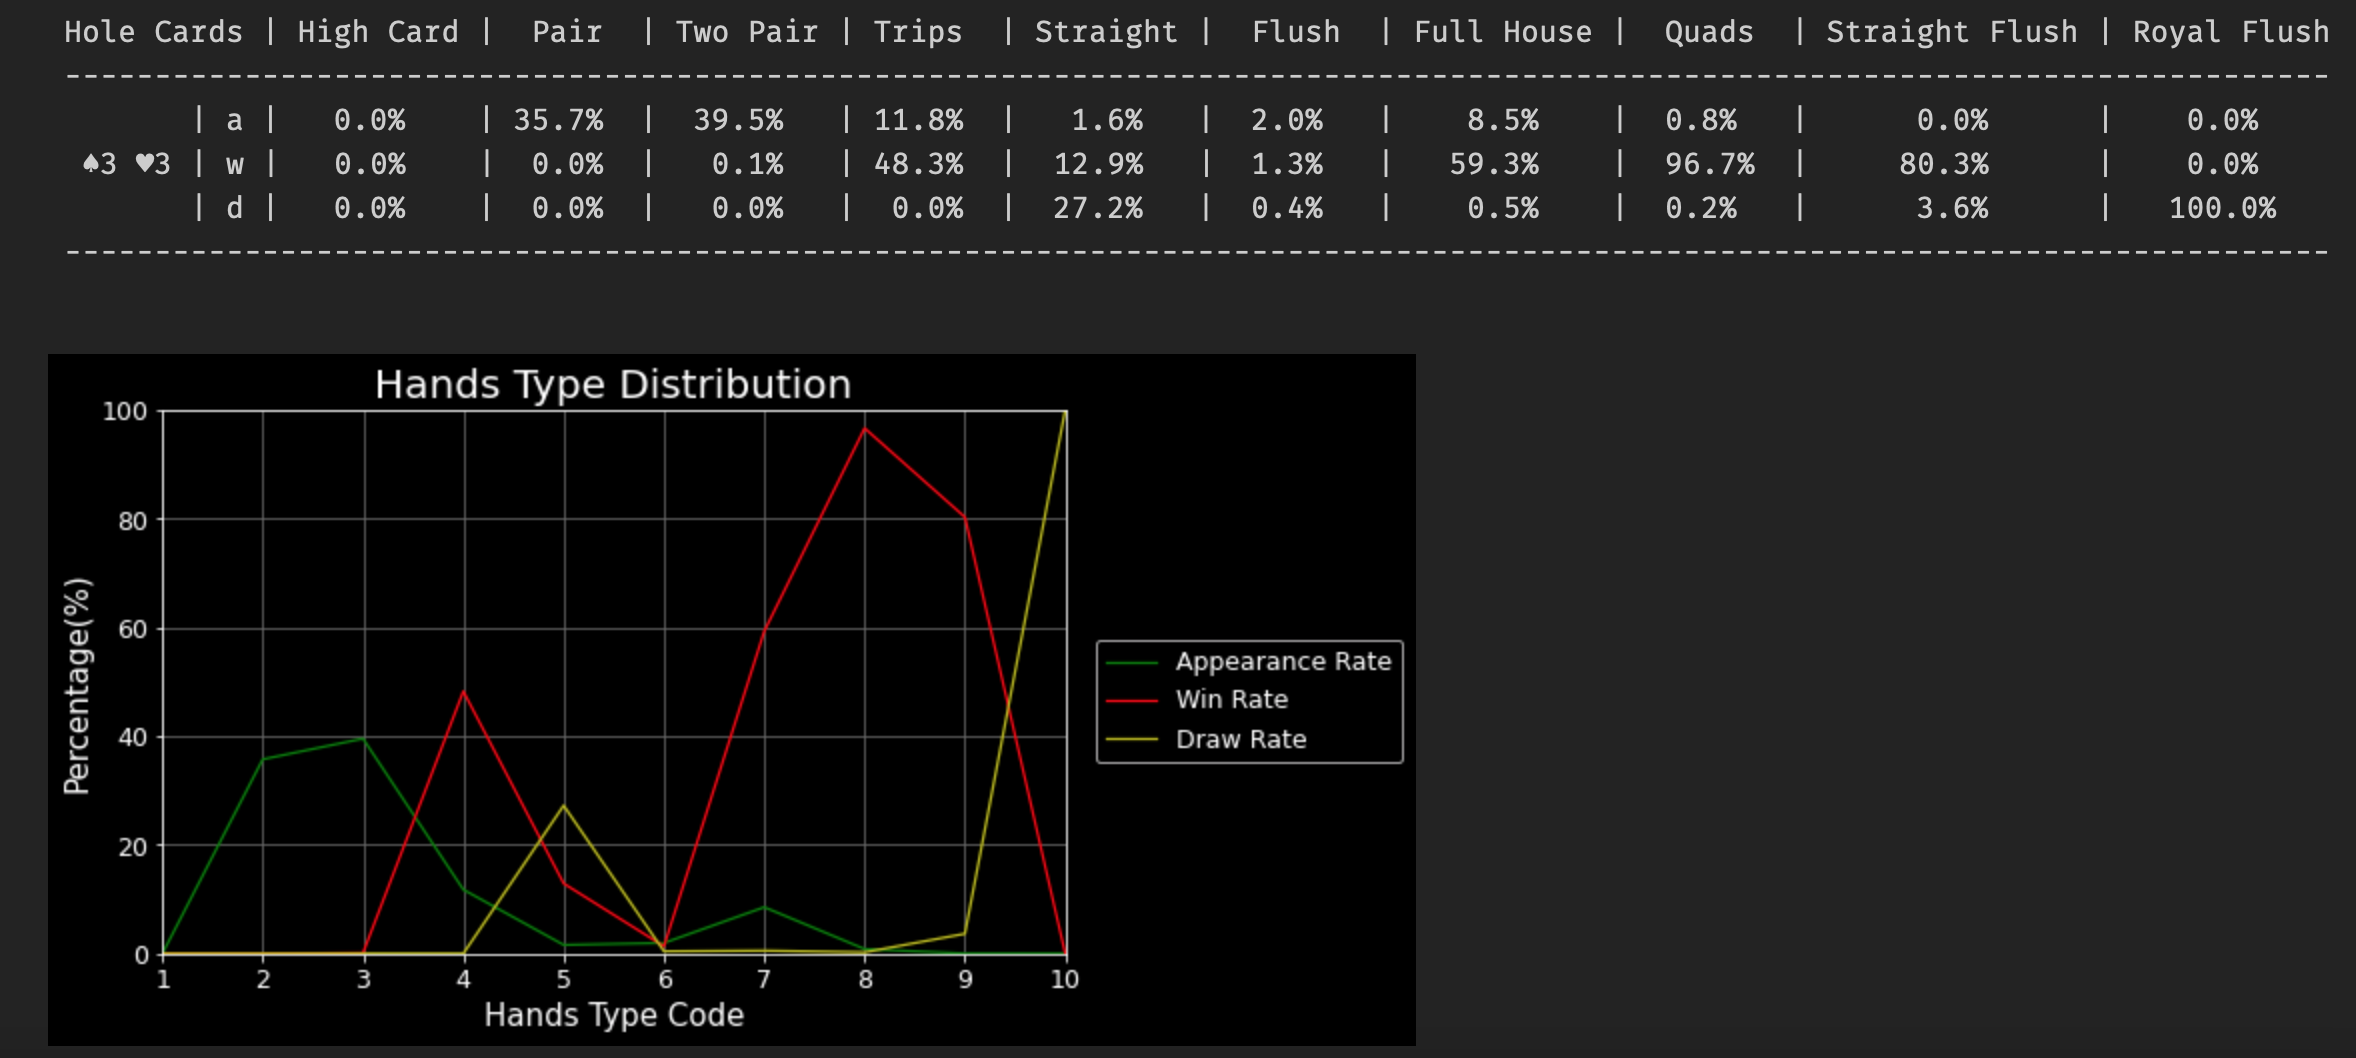 Hole Cards | High Card | Pair | Two Pair | Trips | Straight | Flush | Full House | Quads | Straight Flush | Royal Flush
| a | 0.0% | 35.7% | 39.5% | 11.8% | 1.6% | 2.0% | 8.5% | 0.8% | 0.0% | 0.0%
♠3 ♥3 | w | 0.0% | 0.0% | 0.1% | 48.3% | 12.9% | 1.3% | 59.3% | 96.7% | 80.3% | 0.0%
| d | 0.0% | 0.0% | 0.0% | 0.0% | 27.2% | 0.4% | 0.5% | 0.2% | 3.6% | 100.0%
Hands Type Distribution
100
80
60
40
20
0
Percentage(%)
1 2 3 4 5 6 7 8 9 10
Hands Type Code
Appearance Rate
Win Rate
Draw Rate